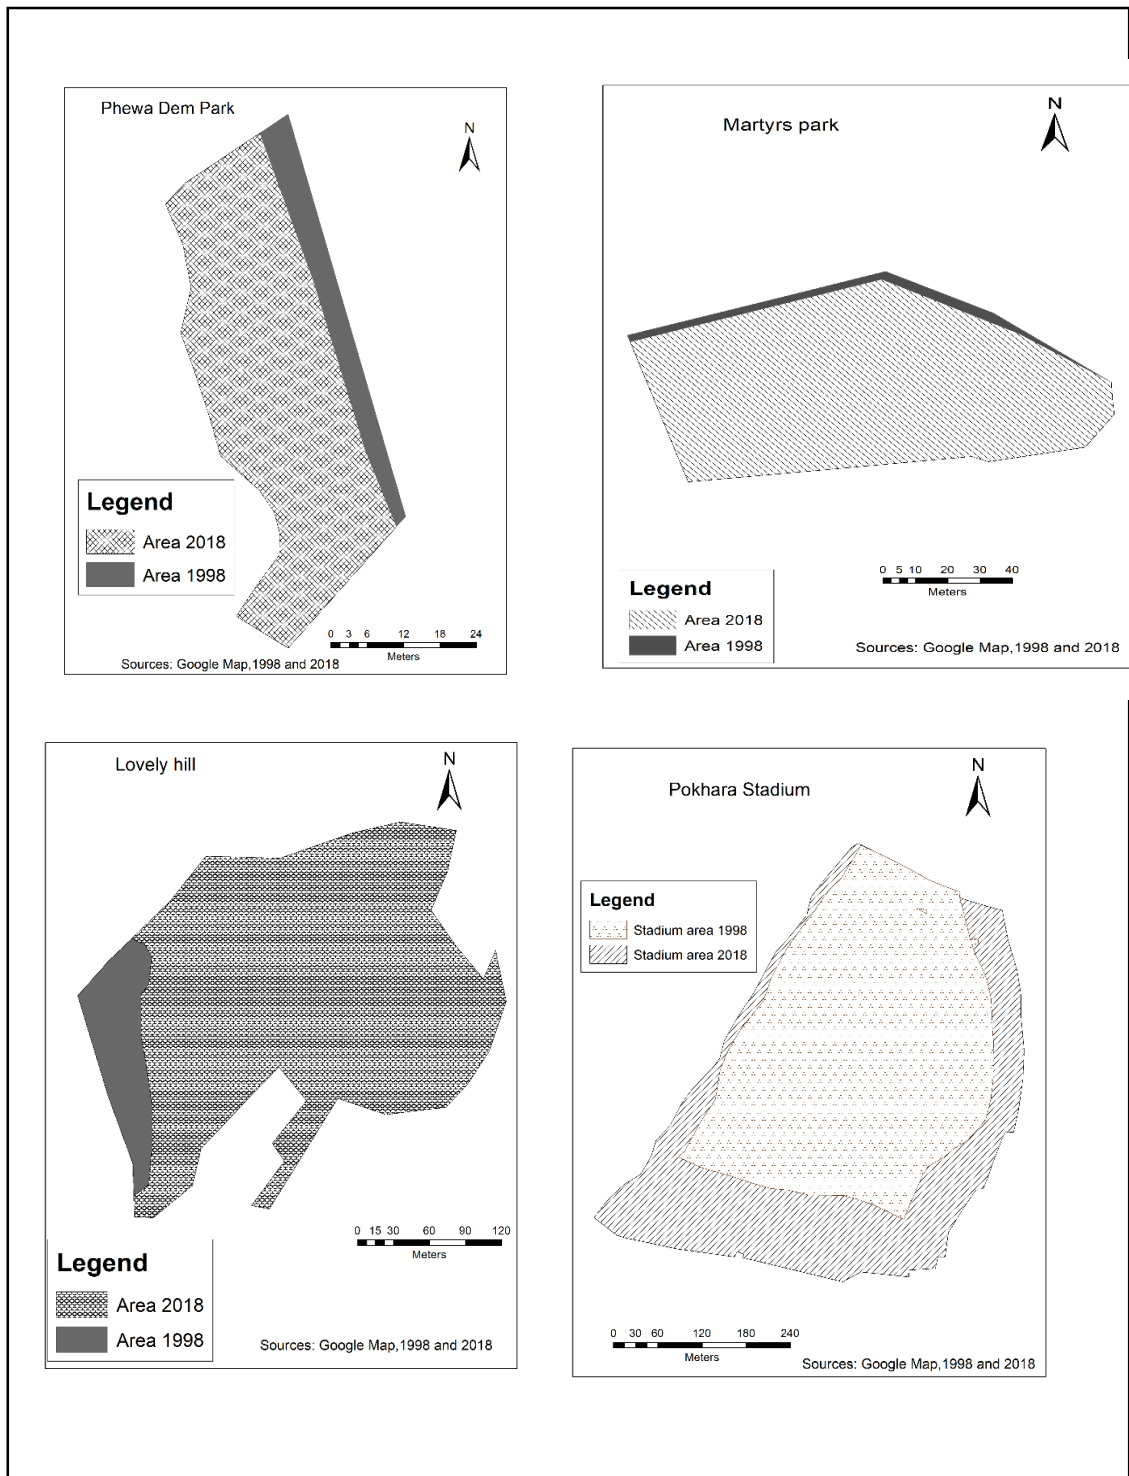 Phewa Dem Park
N
Legend
Area 2018
Area 1998
0 3 6 12 18 24
Meters
Sources: Google Map,1998 and 2018
Martyrs park
N
Legend
Area 2018
Area 1998
0 5 10 20 30 40
Meters
Sources: Google Map,1998 and 2018
Lovely hill
N
0 15 30 60 90 120
Meters
Legend
Area 2018
Area 1998
Sources: Google Map,1998 and 2018
Pokhara Stadium
N
Legend
Stadium area 1998
Stadium area 2018
0 30 60 120 180 240
Meters
Sources: Google Map,1998 and 2018